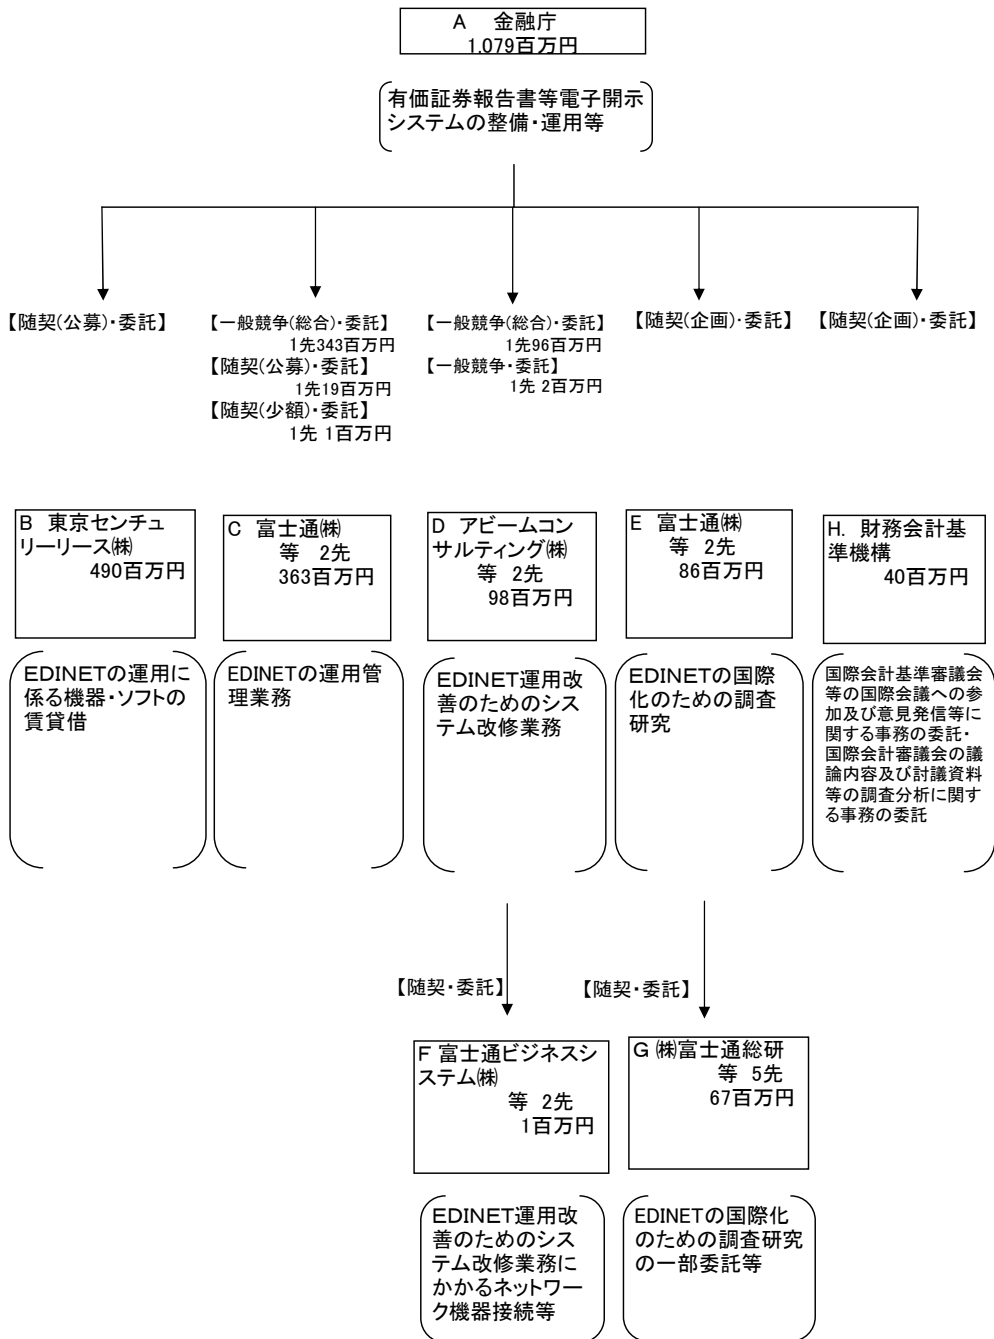 A 金融庁
1,079百万円
有価証券報告書等電子開示
システムの整備・運用等
【随契(公募)・委託】
【一般競争(総合)・委託】
1先343百万円
【随契(公募)・委託】
1先19百万円
【随契(少額)・委託】
1先 1百万円
【一般競争(総合)・委託】
1先96百万円
【一般競争・委託】
1先 2百万円
【随契(企画)・委託】
【随契(企画)・委託】
B 東京センチュ
リーリース㈱
490百万円
C 富士通㈱
等 2先
363百万円
D アビームコン
サルティング㈱
等 2先
98百万円
E 富士通㈱
等 2先
86百万円
H. 財務会計基
準機構
40百万円
EDINETの運用に
係る機器・ソフトの
賃貸借
EDINETの運用管
理業務
EDINET運用改
善のためのシス
テム改修業務
EDINETの国際
化のための調査
研究
国際会計基準審議会
等の国際会議への参
加及び意見発信等に
関する事務の委託・
国際会計審議会の議
論内容及び討議資料
等の調査分析に関す
る事務の委託
【随契・委託】
【随契・委託】
F 富士通ビジネスシ
ステム㈱
等 2先
1百万円
G ㈱富士通総研
等 5先
67百万円
EDINET運用改
善のためのシス
テム改修業務に
かかるネットワー
ク機器接続等
EDINETの国際化
のための調査研究
の一部委託等